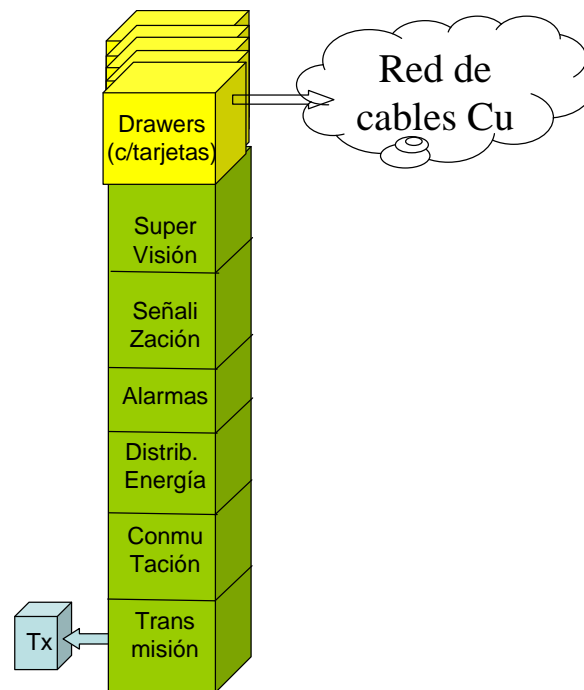 Red de
cables Cu
Drawers
(c/tarjetas)
Super
Visión
Señali
Zación
Alarmas
Distrib.
Energía
Conmu
Tación
Trans
misión
Tx